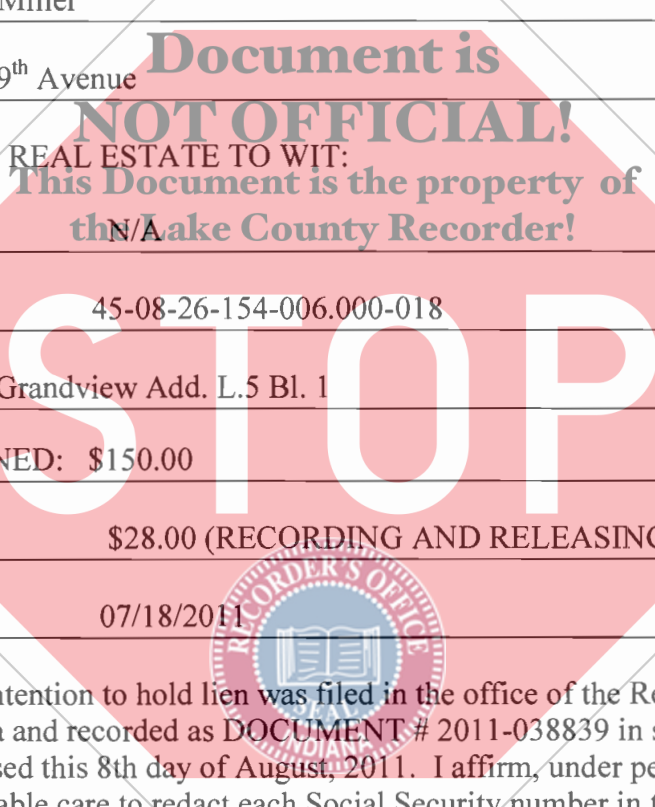 Miner
9th Avenue
Document is
NOT OFFICIAL!
REAL ESTATE TO WIT:
This Document is the property of
the Lake County Recorder!
N/A
45-08-26-154-006.000-018
STOP
Grandview Add. L.5 Bl. 1
NED: $150.00
$28.00 (RECORDING AND RELEASING
07/18/2011
RECORDER'S OFFICE
SEAL
INDIANA
ntention to hold lien was filed in the office of the Re
a and recorded as DOCUMENT # 2011-038839 in s
sed this 8th day of August, 2011. I affirm, under pe
able care to redact each Social Security number in t